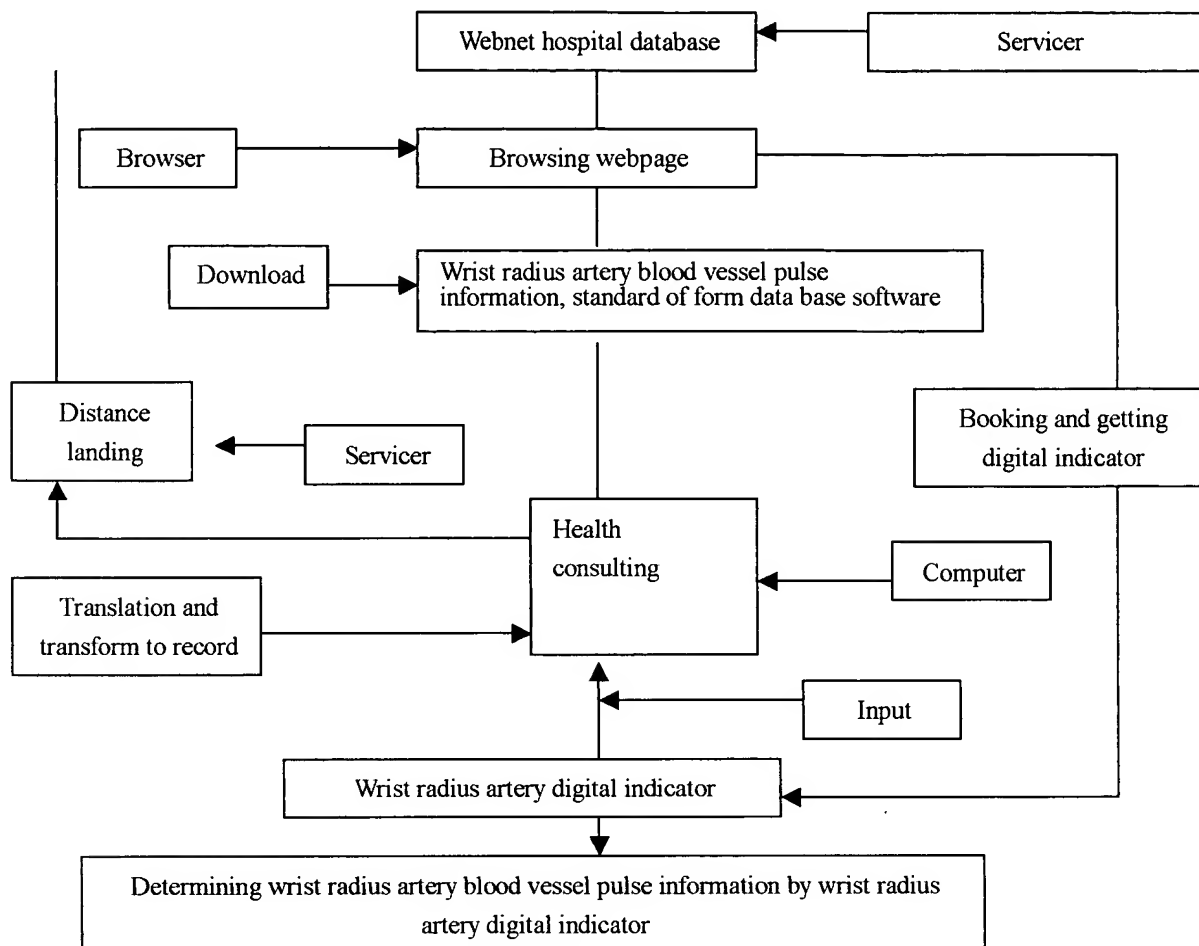 Webnet hospital database
Servicer
Browser
Browsing webpage
Download
Wrist radius artery blood vessel pulse
information, standard of form data base software
Distance
landing
Servicer
Booking and getting
digital indicator
Health
consulting
Computer
Translation and
transform to record
Input
Wrist radius artery digital indicator
Determining wrist radius artery blood vessel pulse information by wrist radius
artery digital indicator